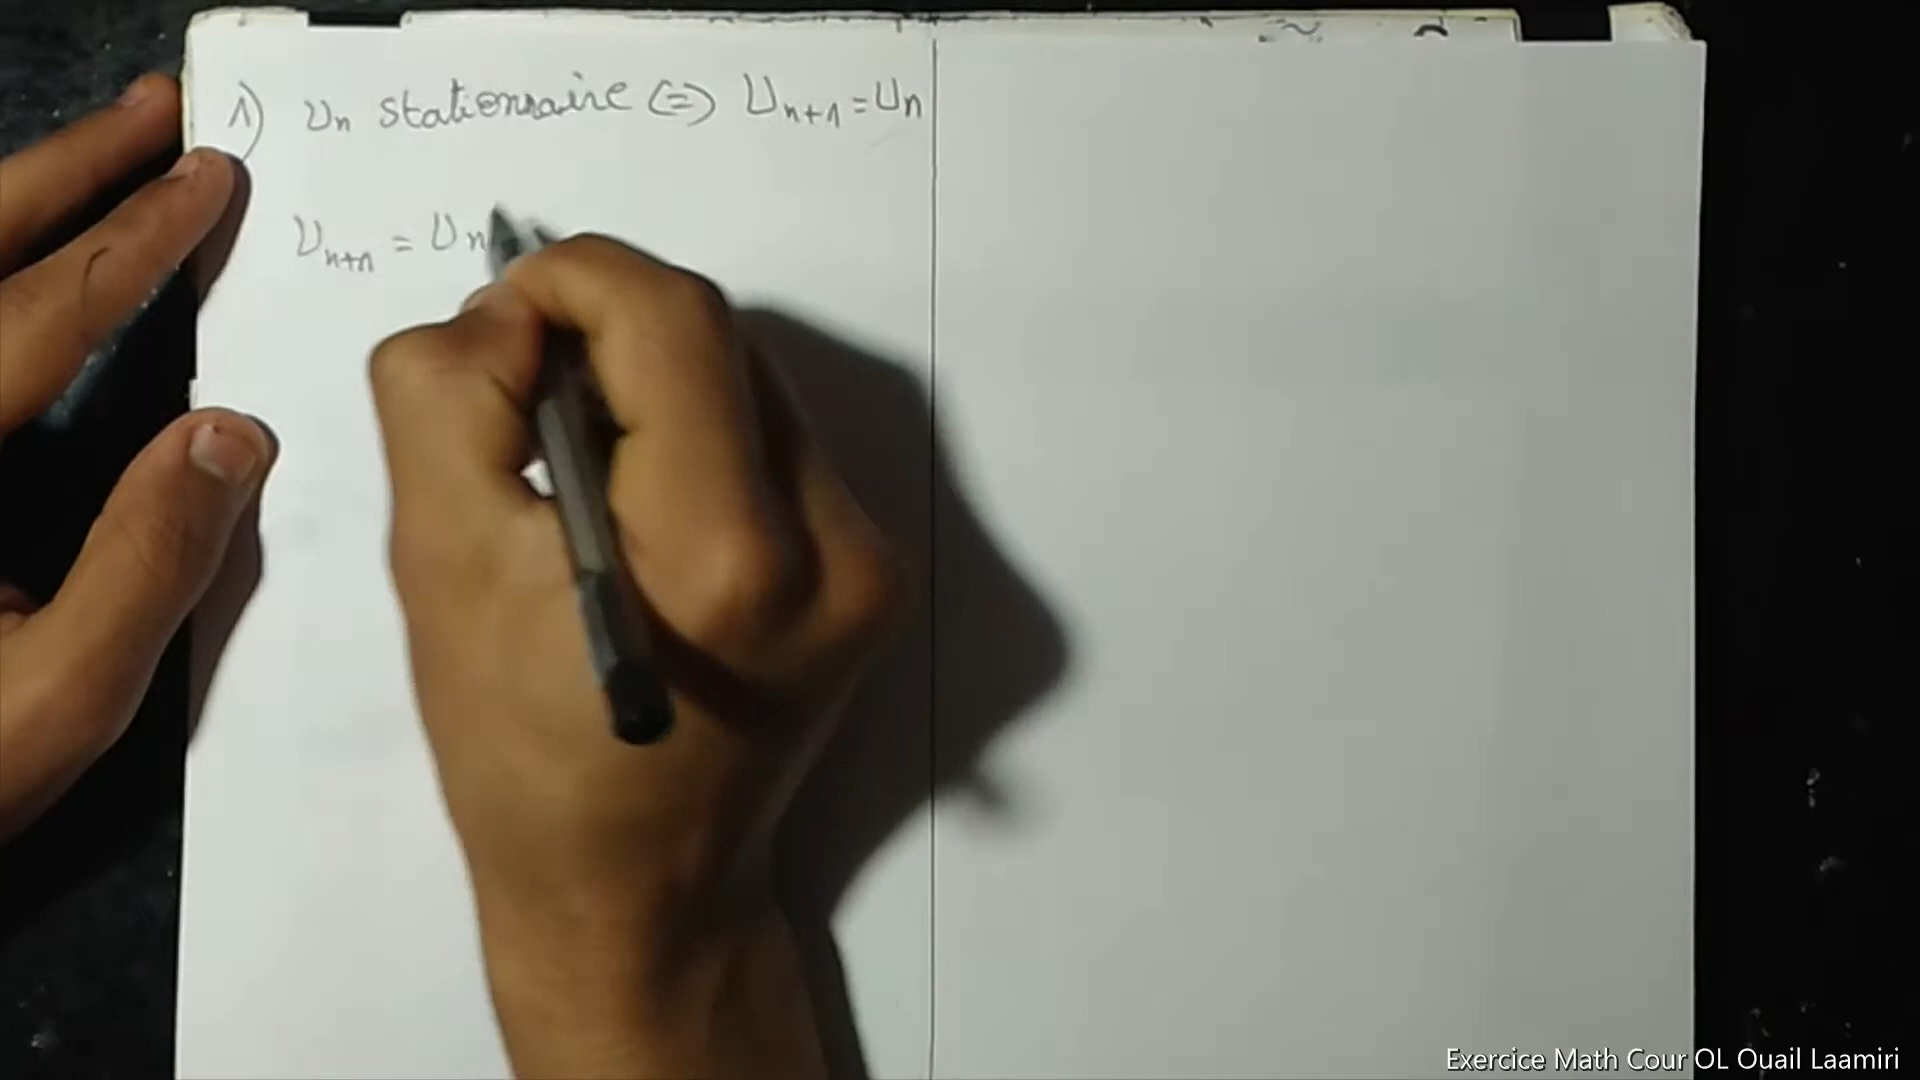 1) Un stationnaire (=) Un+1 = Un
Un+1 = Un
Exercice Math Cour OL Ouail Laamiri